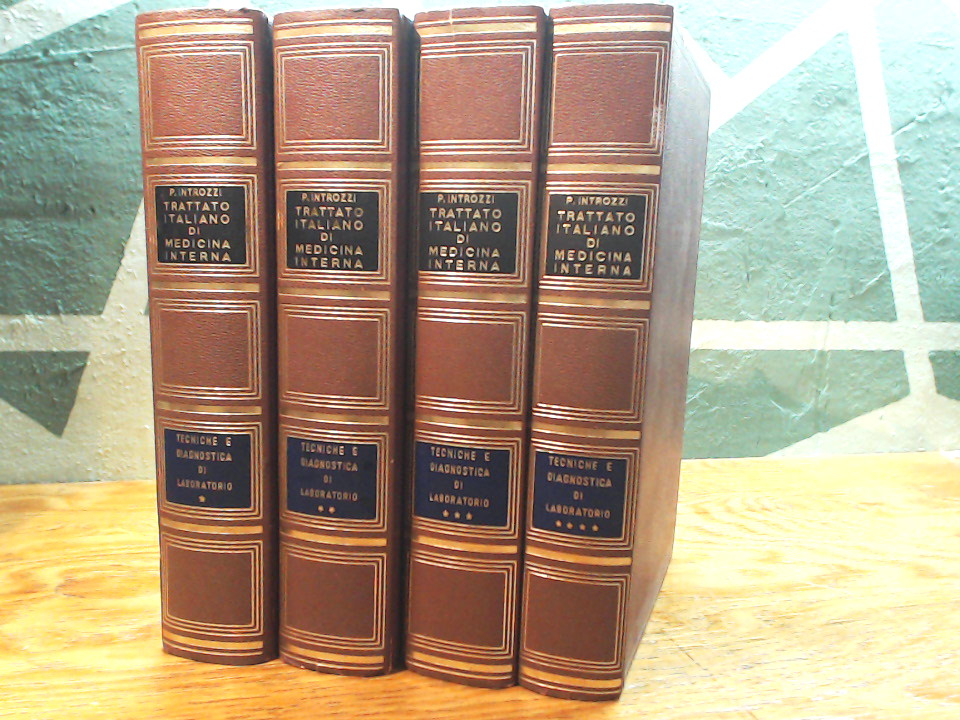 P. INTROZZI
TRATTATO
ITALIANO
DI
MEDICINA
INTERNA
TECNICHE E
DIAGNOSTICA
DI
LABORATORIO
*
P. INTROZZI
TRATTATO
ITALIANO
DI
MEDICINA
INTERNA
TECNICHE E
DIAGNOSTICA
DI
LABORATORIO
**
P. INTROZZI
TRATTATO
ITALIANO
DI
MEDICINA
INTERNA
TECNICHE E
DIAGNOSTICA
DI
LABORATORIO
***
P. INTROZZI
TRATTATO
ITALIANO
DI
MEDICINA
INTERNA
TECNICHE E
DIAGNOSTICA
DI
LABORATORIO
****